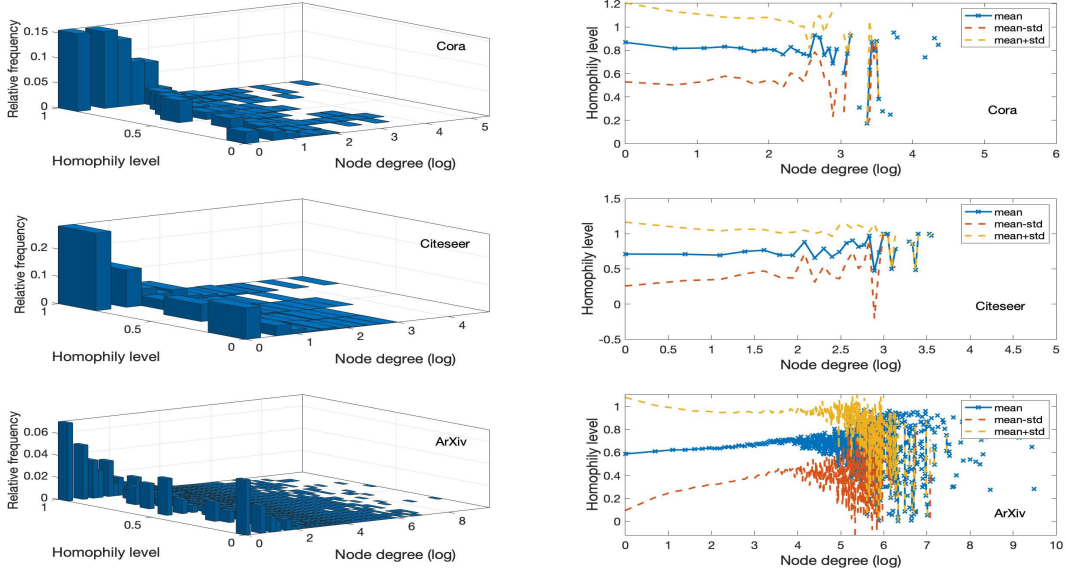 Relative frequency
0.15
0.1
0.05
0
1
0.5
0
Homophily level
0 1 2 3 4 5
Node degree (log)
Cora
Homophily level
1.2
1
0.8
0.6
0.4
0.2
0
0 1 2 3 4 5 6
Node degree (log)
mean
mean-std
mean+std
Cora
Relative frequency
0.2
0.1
0
1
0.5
0
Homophily level
0 1 2 3 4
Node degree (log)
Citeseer
Homophily level
1.5
1
0.5
0
-0.5
0 0.5 1 1.5 2 2.5 3 3.5 4 4.5 5
Node degree (log)
mean
mean-std
mean+std
Citeseer
Relative frequency
0.06
0.04
0.02
0
1
0.5
0
Homophily level
0 2 4 6 8
Node degree (log)
ArXiv
Homophily level
1
0.8
0.6
0.4
0.2
0
0 1 2 3 4 5 6 7 8 9 10
Node degree (log)
mean
mean-std
mean+std
ArXiv